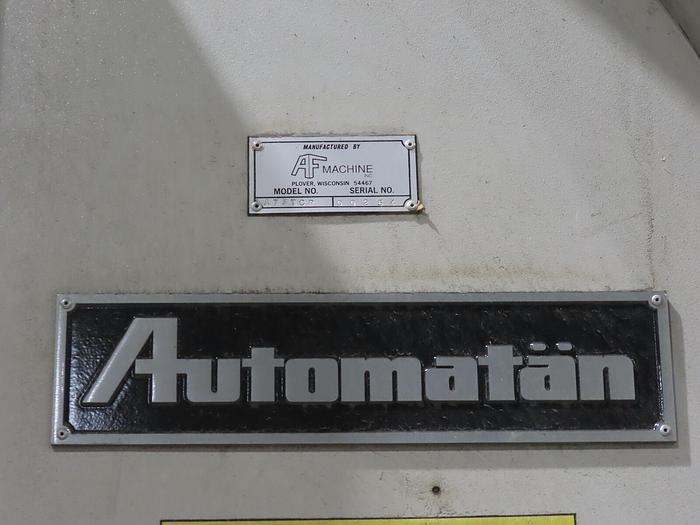 MANUFACTURED BY
AF MACHINE INC
PLOVER, WISCONSIN 54467
MODEL NO. SERIAL NO.
Automatän